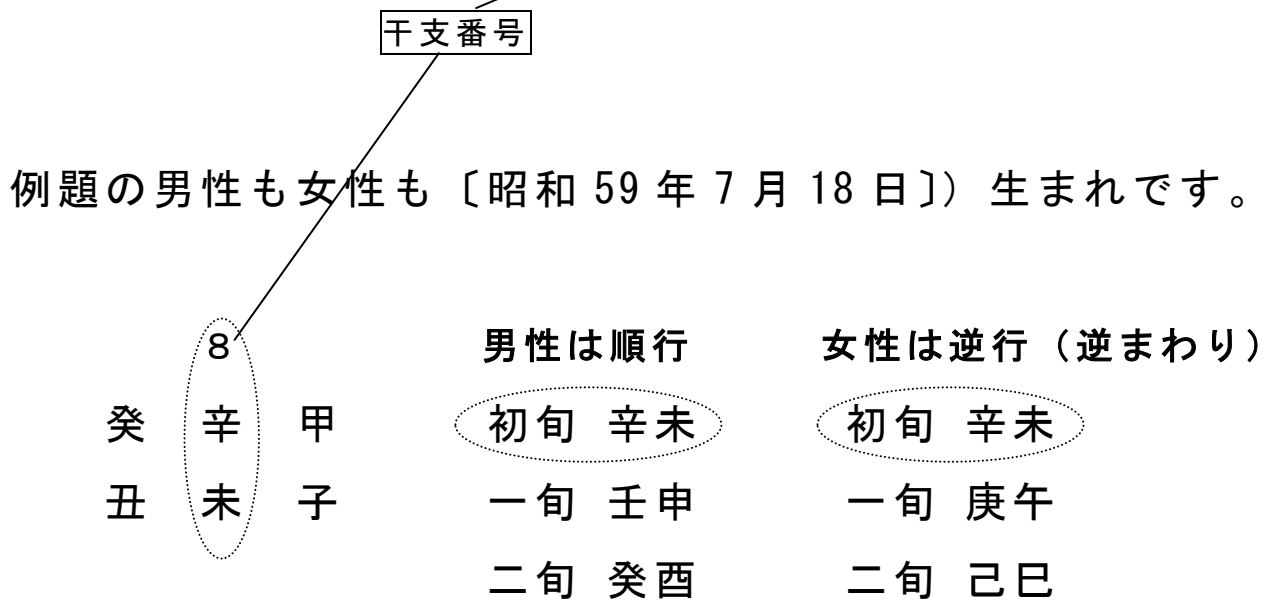 干支番号
例題の男性も女性も〔昭和 59 年 7 月 18 日〕）生まれです。
8 男性は順行 女性は逆行（逆まわり）
癸 辛 甲 初旬 辛未 初旬 辛未
丑 未 子 一旬 壬申 一旬 庚午
二旬 癸酉 二旬 己巳